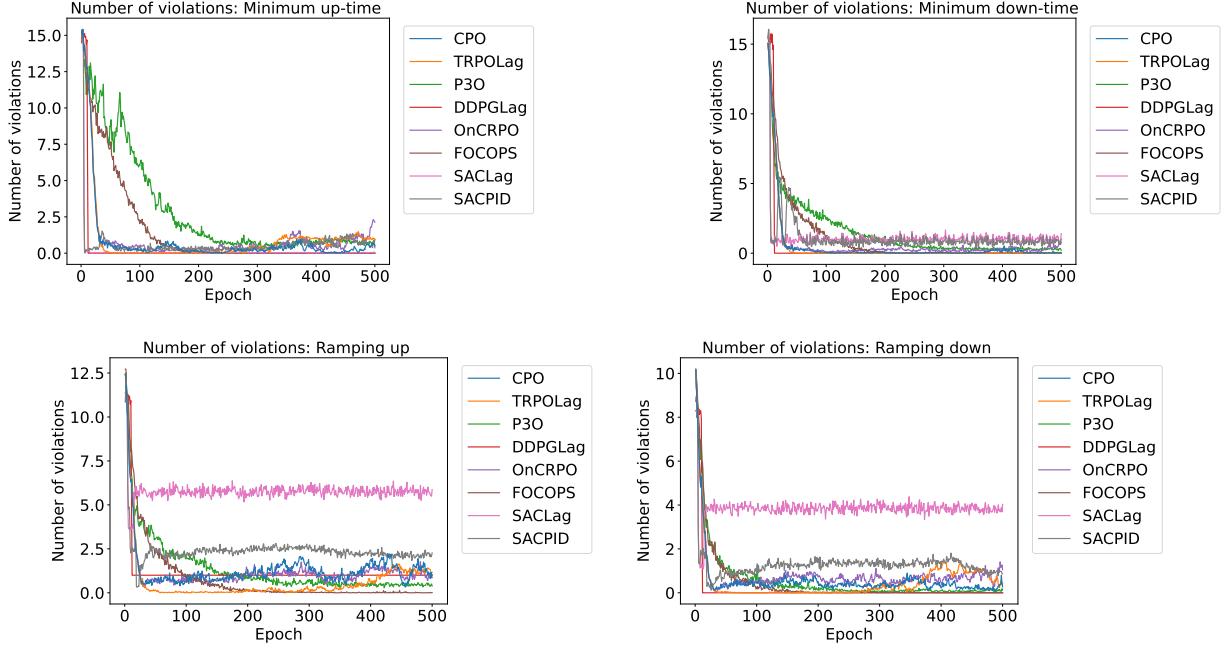 Number of violations: Minimum up-time
Number of violations
15.0
12.5
10.0
7.5
5.0
2.5
0.0
0 100 200 300 400 500
Epoch
CPO
TRPOLag
P3O
DDPGLag
OnCRPO
FOCOPS
SACLag
SACPID
Number of violations: Minimum down-time
Number of violations
15
10
5
0
0 100 200 300 400 500
Epoch
CPO
TRPOLag
P3O
DDPGLag
OnCRPO
FOCOPS
SACLag
SACPID
Number of violations: Ramping up
Number of violations
12.5
10.0
7.5
5.0
2.5
0.0
0 100 200 300 400 500
Epoch
CPO
TRPOLag
P3O
DDPGLag
OnCRPO
FOCOPS
SACLag
SACPID
Number of violations: Ramping down
Number of violations
10
8
6
4
2
0
0 100 200 300 400 500
Epoch
CPO
TRPOLag
P3O
DDPGLag
OnCRPO
FOCOPS
SACLag
SACPID